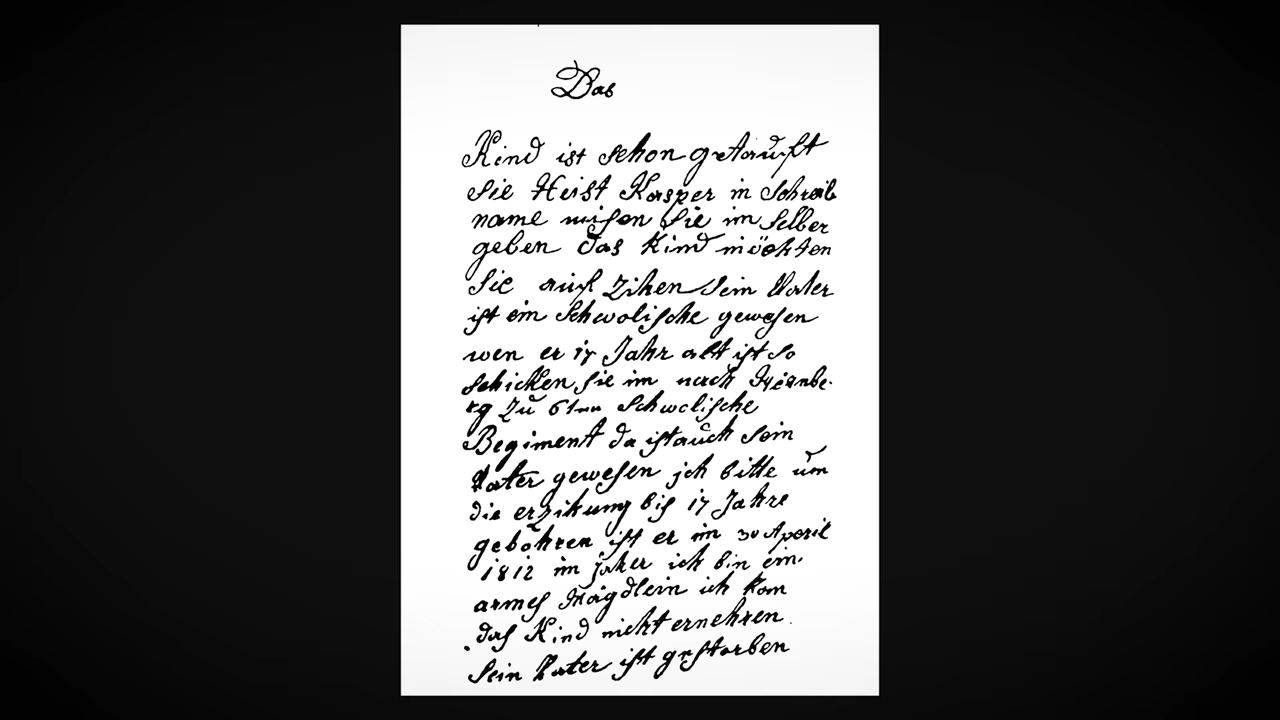 Das
Kind ist schon getauft
Sie Heist Kasper in Schreib
name misen Sie im Selber
geben das Kind möchten
Sie auf Zihen Sein Vater
ist ein Schwolische gewesen
wen er 17 Jahr alt ist so
Schicken Sie im nach Nirnbe-
rg Zu 6ten Schwolische
Begiment da ist auch Sein
Vater gewesen ich bitte um
die erzikung bis 17 Jahre
gebohren ist er im 30 Aperil
1812 im jaher ich bin ein
armes Mägdlein ich kan
das Kind nicht ernehren
Sein Vater ist gestorben